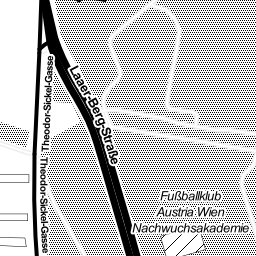 Theodor-Sickel-Gasse
Laaer-Berg-Straße
Theodor-Sickel-Gasse
Fußballklub
Austria Wien
Nachwuchsakademie